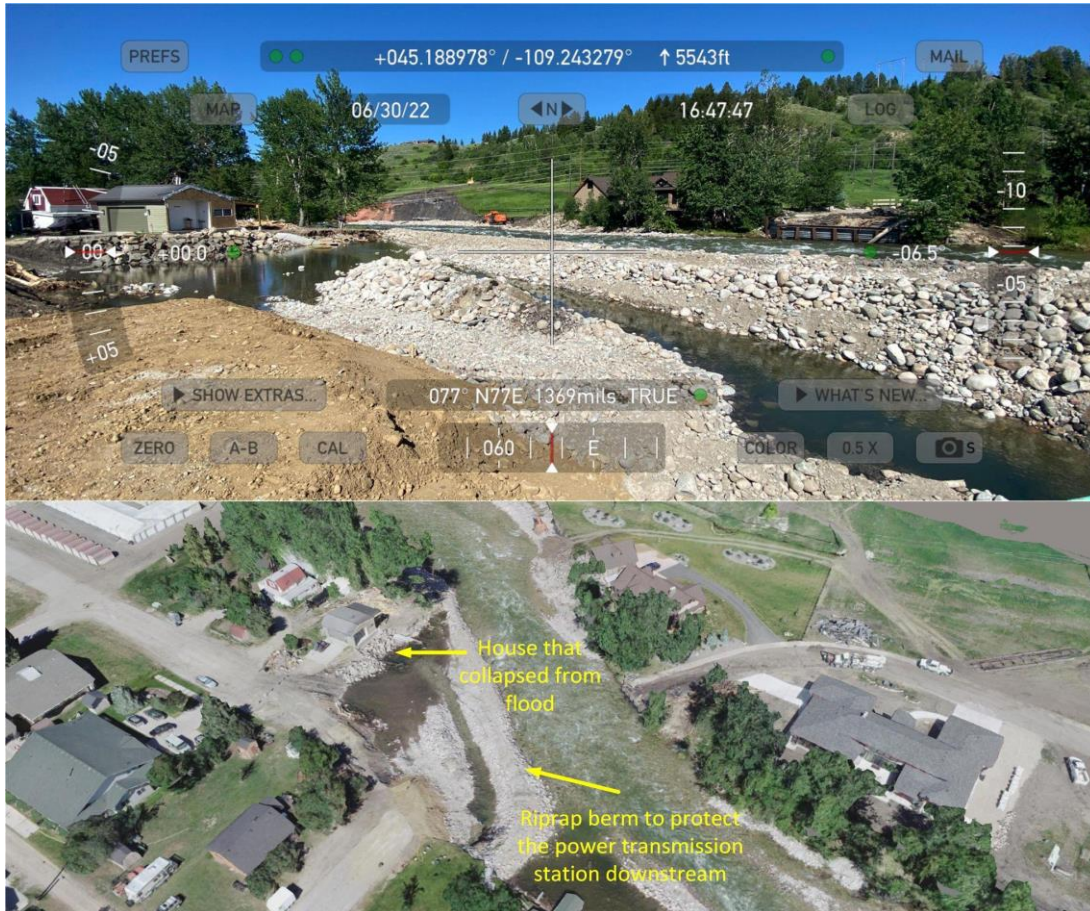 PREFS
+045.188978° / -109.243279° ↑ 5543ft
MAIL
MAP
06/30/22
◀N▶
16:47:47
LOG
-05
-10
00
+00.0
-06.5
-05
+05
▶ SHOW EXTRAS...
077° N77E 1369mils TRUE
▶ WHAT'S NEW...
ZERO
A-B
CAL
060
E
COLOR
0.5 X
S
House that
collapsed from
flood
Riprap berm to protect
the power transmission
station downstream